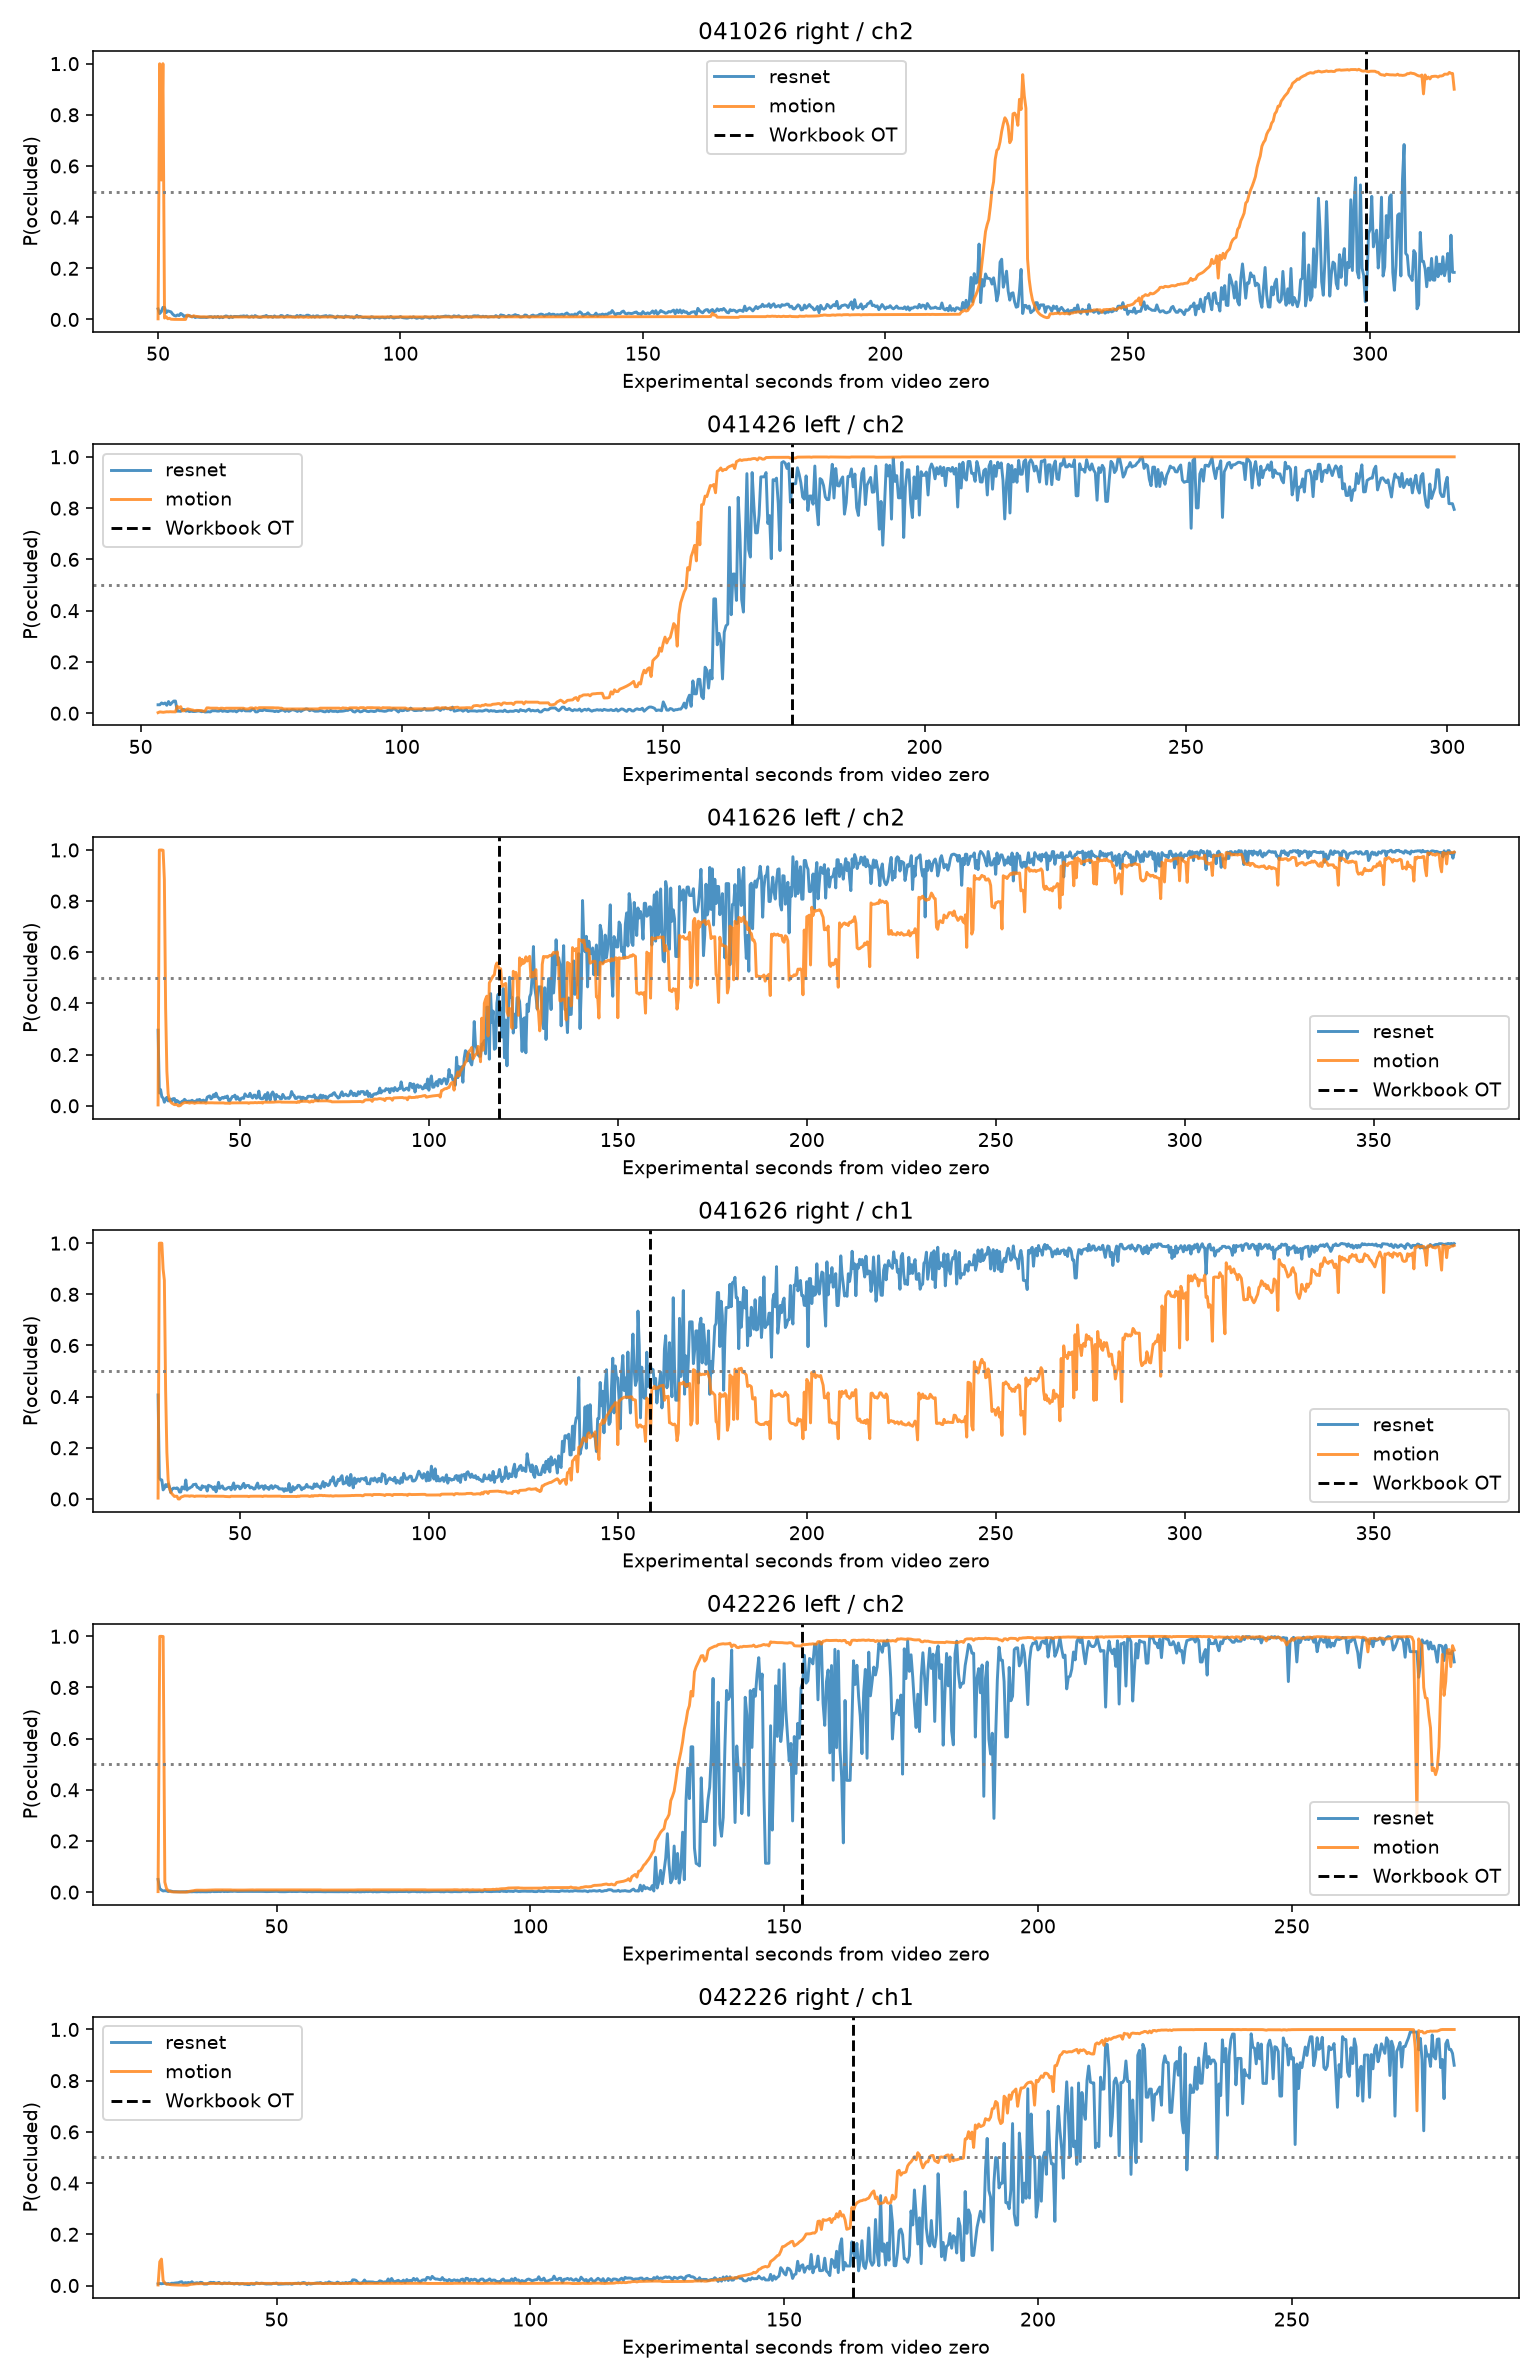 041026 right / ch2
1.0
0.8
0.6
0.4
0.2
0.0
P(occluded)
resnet
motion
Workbook OT
50 100 150 200 250 300
Experimental seconds from video zero
041426 left / ch2
1.0
0.8
0.6
0.4
0.2
0.0
P(occluded)
resnet
motion
Workbook OT
50 100 150 200 250 300
Experimental seconds from video zero
041626 left / ch2
1.0
0.8
0.6
0.4
0.2
0.0
P(occluded)
resnet
motion
Workbook OT
50 100 150 200 250 300 350
Experimental seconds from video zero
041626 right / ch1
1.0
0.8
0.6
0.4
0.2
0.0
P(occluded)
resnet
motion
Workbook OT
50 100 150 200 250 300 350
Experimental seconds from video zero
042226 left / ch2
1.0
0.8
0.6
0.4
0.2
0.0
P(occluded)
resnet
motion
Workbook OT
50 100 150 200 250
Experimental seconds from video zero
042226 right / ch1
1.0
0.8
0.6
0.4
0.2
0.0
P(occluded)
resnet
motion
Workbook OT
50 100 150 200 250
Experimental seconds from video zero